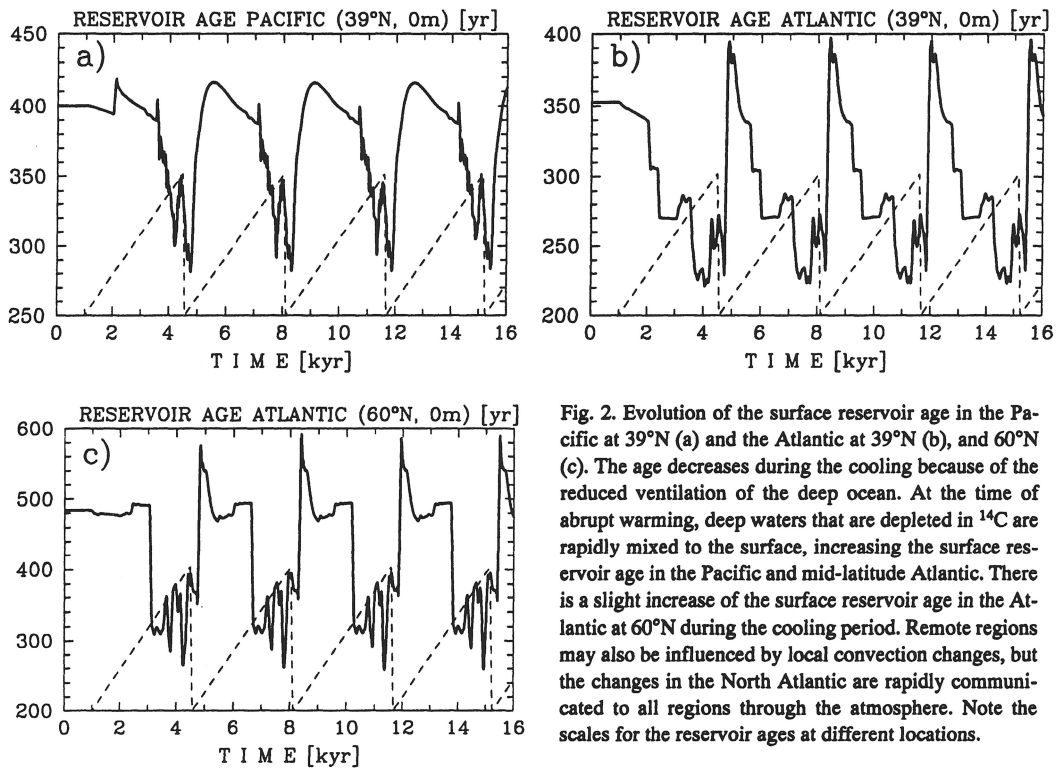 RESERVOIR AGE PACIFIC (39°N, 0m) [yr]
450
400
350
300
250
a)
0 2 4 6 8 10 12 14 16
T I M E [kyr]
RESERVOIR AGE ATLANTIC (39°N, 0m) [yr]
400
350
300
250
200
b)
0 2 4 6 8 10 12 14 16
T I M E [kyr]
RESERVOIR AGE ATLANTIC (60°N, 0m) [yr]
600
500
400
300
200
c)
0 2 4 6 8 10 12 14 16
T I M E [kyr]
Fig. 2. Evolution of the surface reservoir age in the Pa-
cific at 39°N (a) and the Atlantic at 39°N (b), and 60°N
(c). The age decreases during the cooling because of the
reduced ventilation of the deep ocean. At the time of
abrupt warming, deep waters that are depleted in ¹⁴C are
rapidly mixed to the surface, increasing the surface res-
ervoir age in the Pacific and mid-latitude Atlantic. There
is a slight increase of the surface reservoir age in the At-
lantic at 60°N during the cooling period. Remote regions
may also be influenced by local convection changes, but
the changes in the North Atlantic are rapidly communi-
cated to all regions through the atmosphere. Note the
scales for the reservoir ages at different locations.